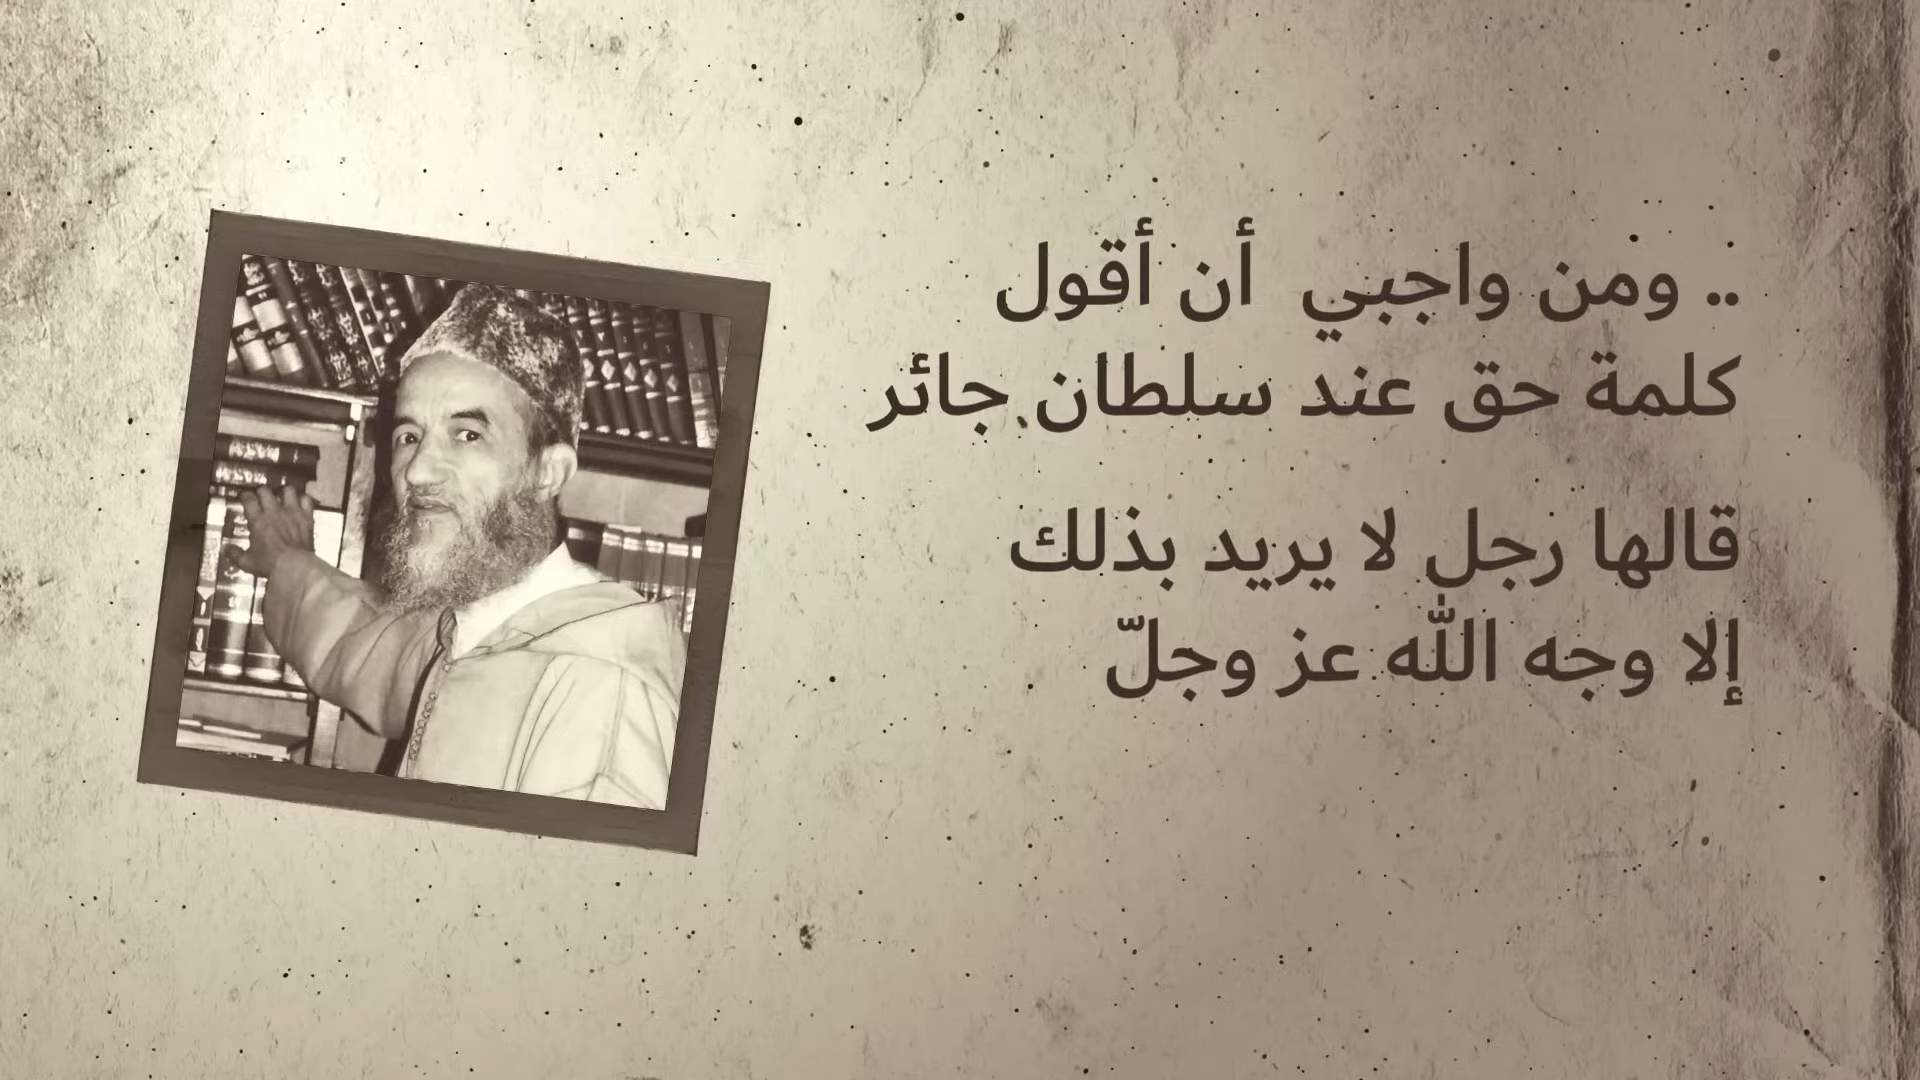 .. ومن واجبي أن أقول
كلمة حق عند سلطان جائر
قالها رجل لا يريد بذلك
إلا وجه الله عز وجلّ